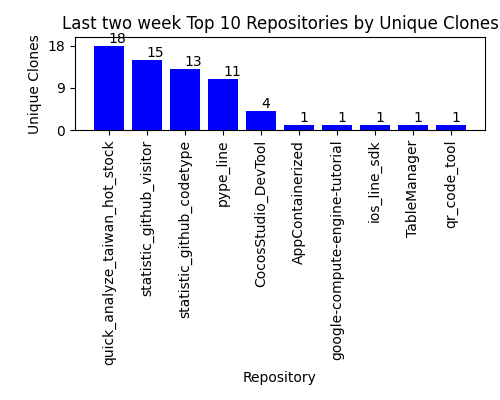 Last two week Top 10 Repositories by Unique Clones
Unique Clones
18
9
0
18
15
13
11
4
1
1
1
1
1
quick_analyze_taiwan_hot_stock
statistic_github_visitor
statistic_github_codetype
pype_line
CocosStudio_DevTool
AppContainerized
google-compute-engine-tutorial
ios_line_sdk
TableManager
qr_code_tool
Repository